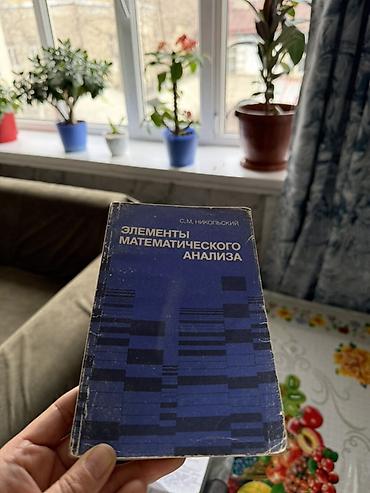 С.М. НИКОЛЬСКИЙ
ЭЛЕМЕНТЫ
МАТЕМАТИЧЕСКОГО
АНАЛИЗА